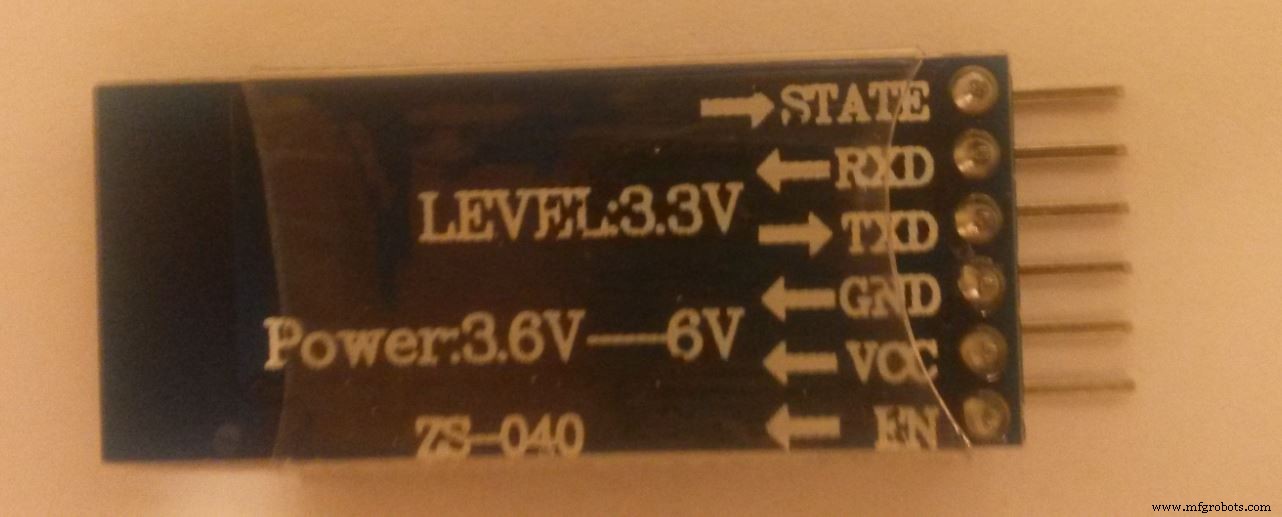 STATE
RXD
LEVEL:3.3V
TXD
GND
Power:3.6V—6V
VCC
ZS-040
EN
www.mfgrobots.com